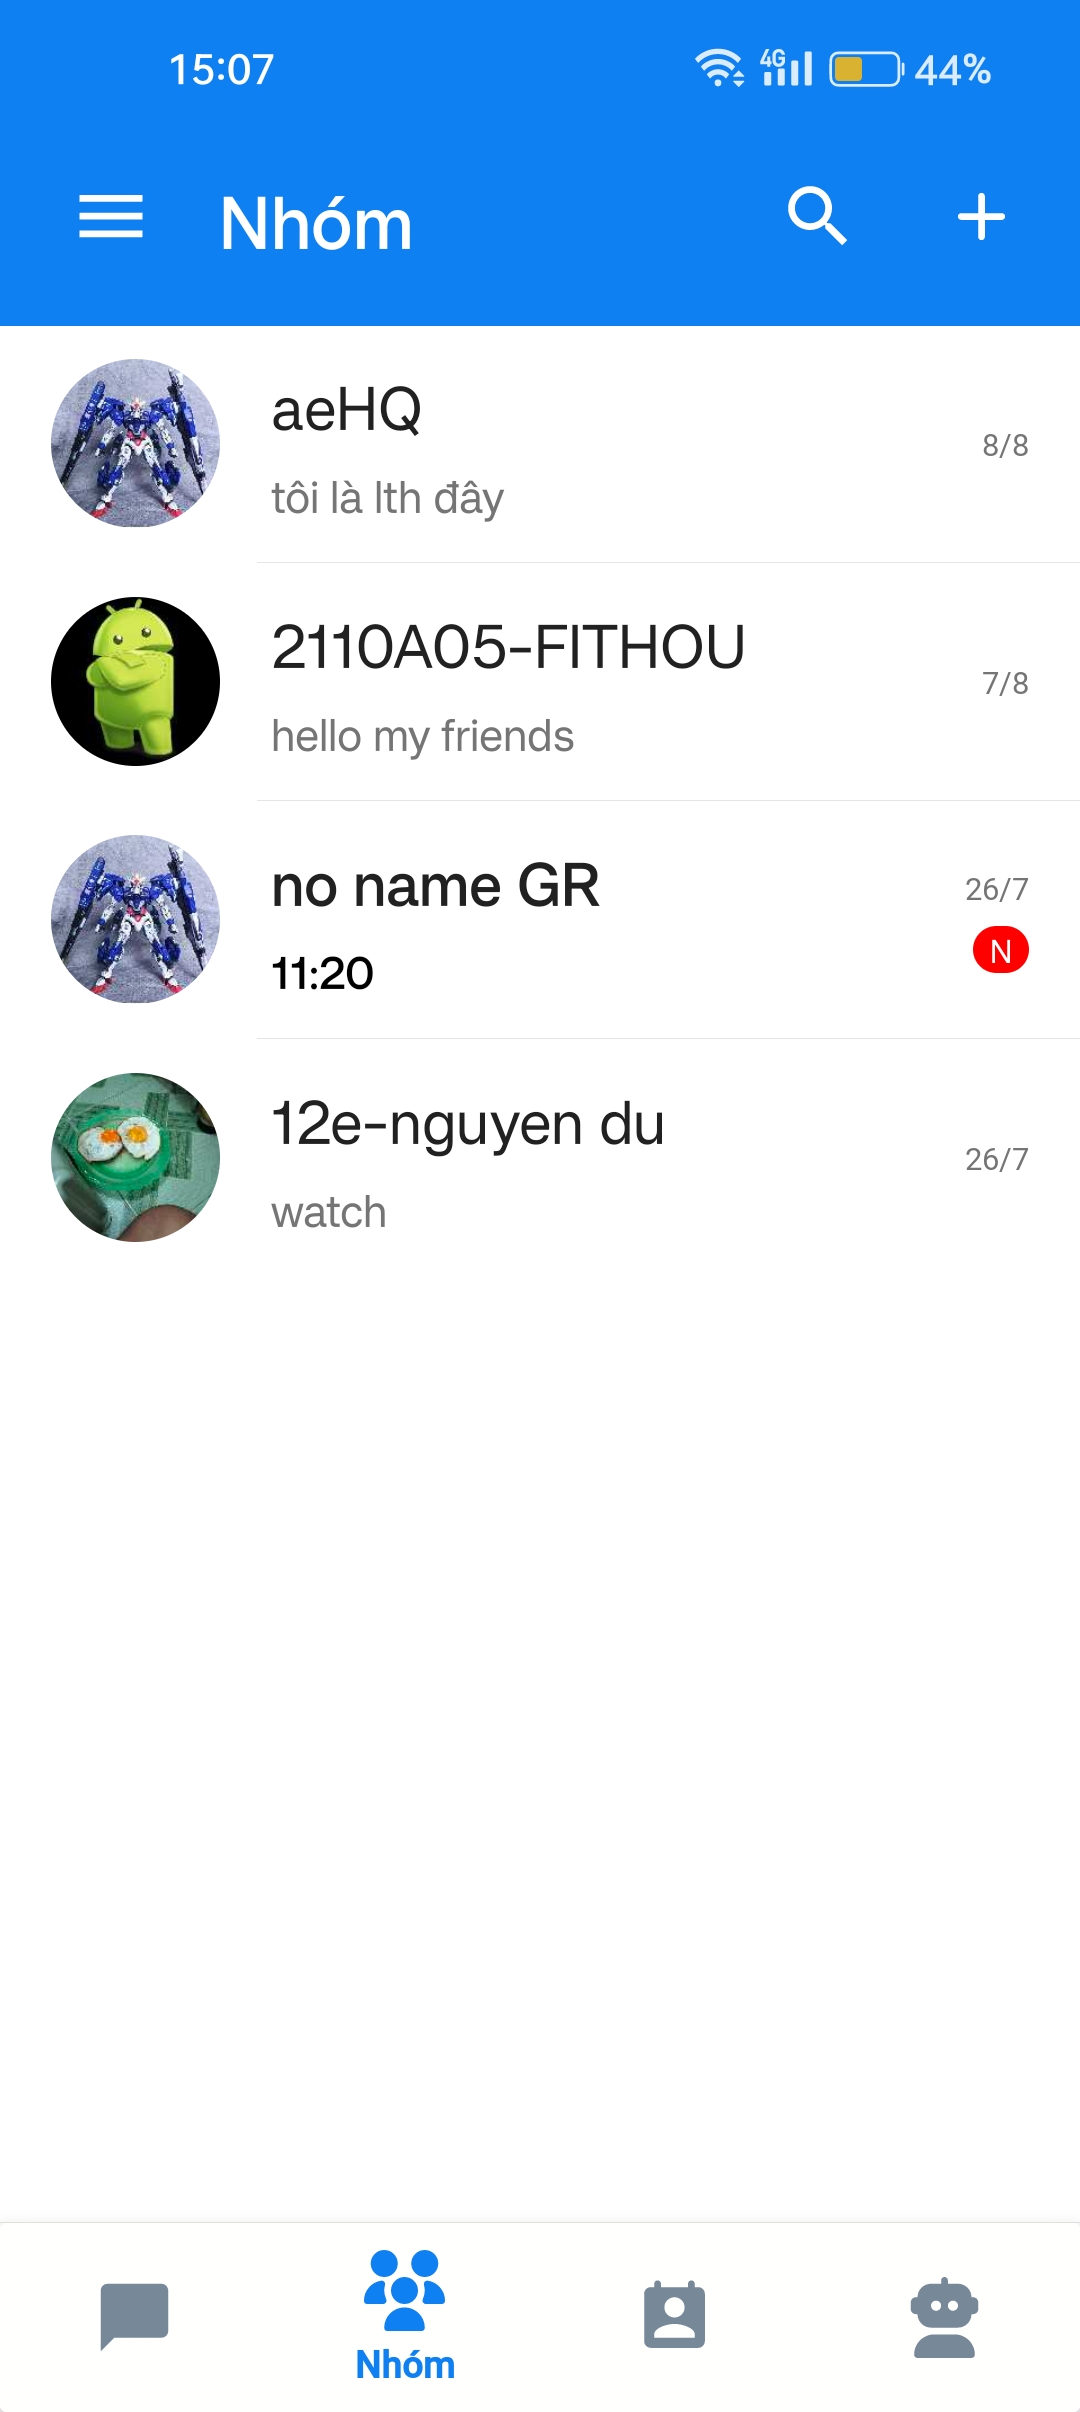 15:07 4G 44%
Nhóm
aeHQ
8/8
tôi là lth đây
2110A05-FITHOU
7/8
hello my friends
no name GR
26/7
11:20
N
12e-nguyen du
26/7
watch
Nhóm